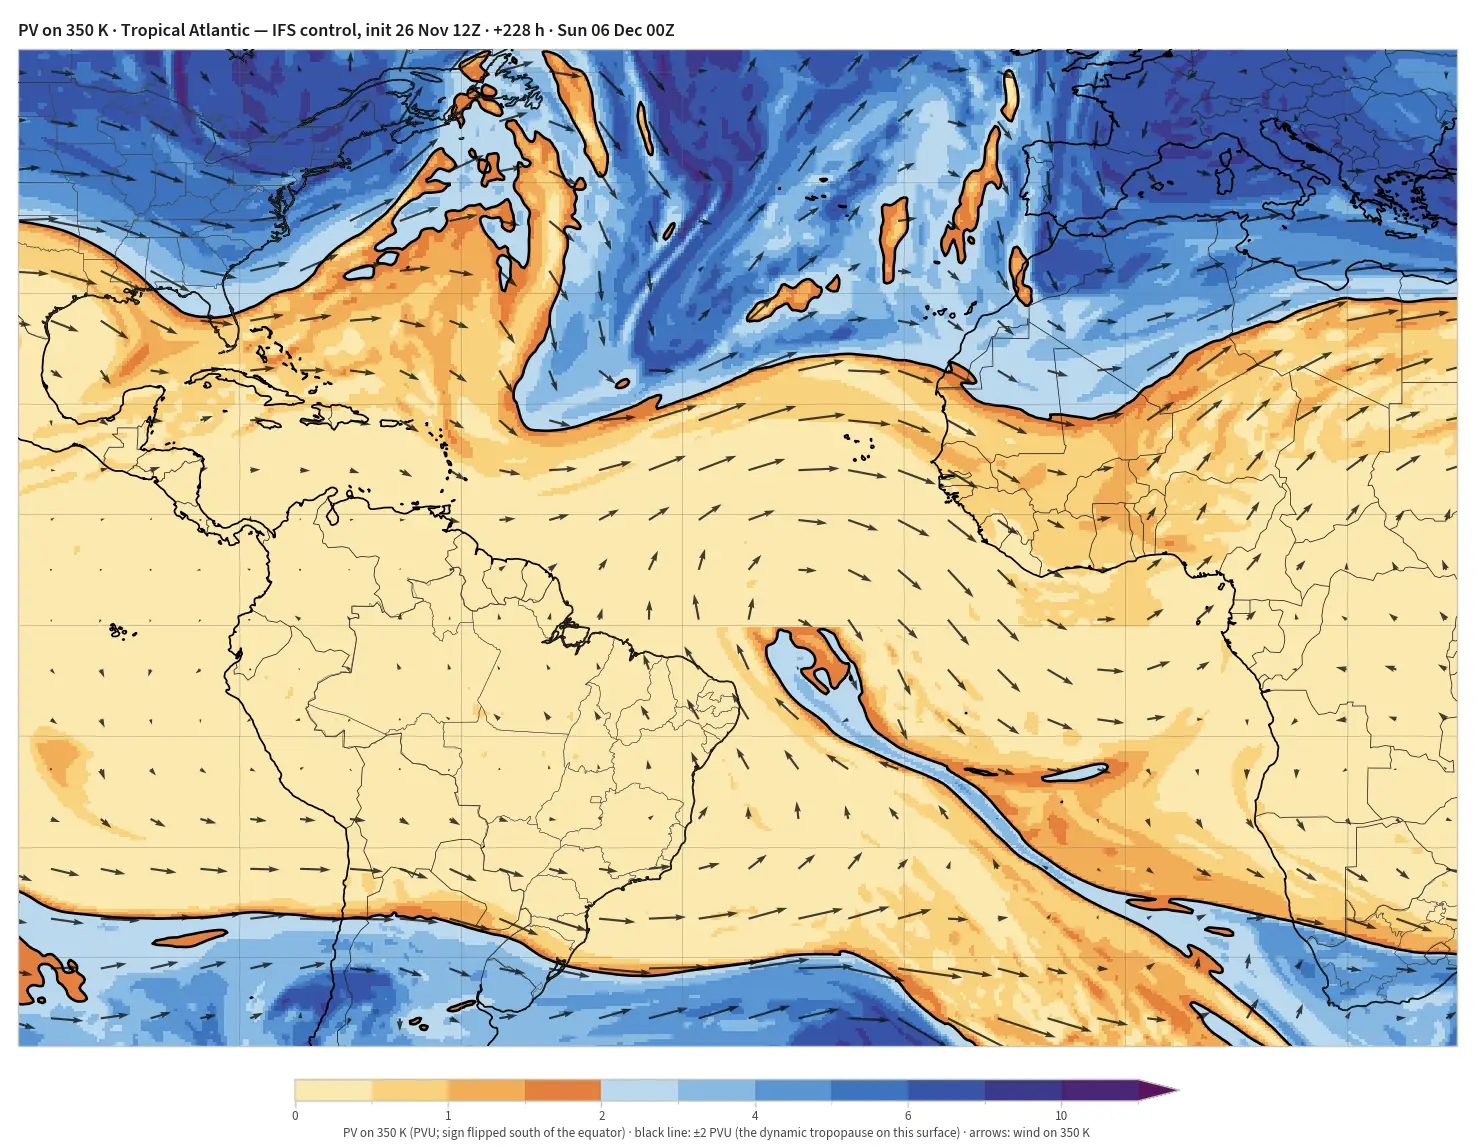 PV on 350 K · Tropical Atlantic — IFS control, init 26 Nov 12Z · +228 h · Sun 06 Dec 00Z
0 1 2 4 6 10
PV on 350 K (PVU; sign flipped south of the equator) · black line: ±2 PVU (the dynamic tropopause on this surface) · arrows: wind on 350 K